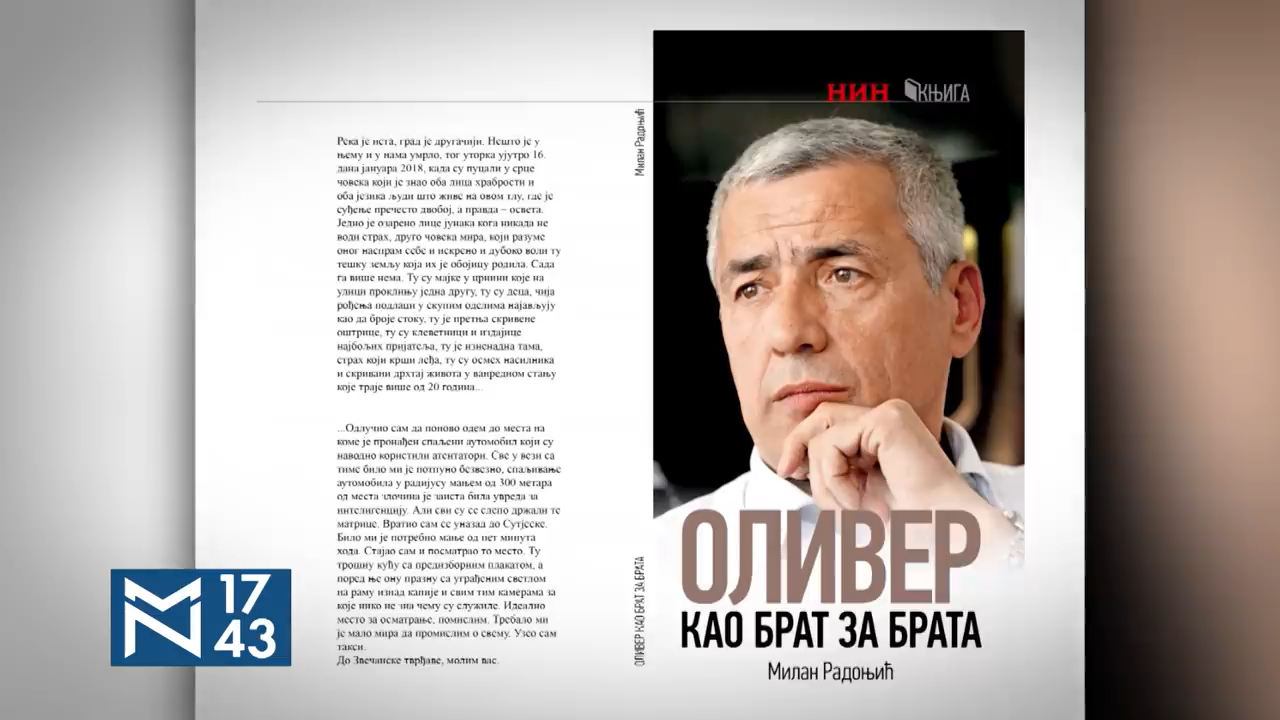 Река је иста, град је другачији. Нешто је у
њему и у нама умрло, тог уторка ујутро 16.
дана јануара 2018, када су пуцали у срце
човека који је знао оба лица храбрости и
оба језика људи што живе на овом тлу, где је
суђење пречесто двобој, а правда – освета.
Једно је озарено лице јунака кога никада не
води страх, друго човека мира, који разуме
оног наспрам себе и искрено и дубоко воли ту
тешку земљу која их је обојицу родила. Сада
га више нема. Ту су мајке у црнини које на
улици проклињу једна другу, ту су деца, чија
рођења подлаци у скупим оделима најављују
као да броје стоку, ту је претња скривене
оштрице, ту су клеветници и издајице
најбољих пријатеља, ту је изненадна тама,
страх који крши леђа, ту су осмех насилника
и скривани дрхтај живота у ванредном стању
које траје више од 20 година...
...Одлучио сам да поново одем до места на
коме је пронађен спаљени аутомобил који су
наводно користили атентатори. Све у вези са
тиме било ми је потпуно безвезно, спаљивање
аутомобила у радијусу мањем од 300 метара
од места злочина је заиста била увреда за
интелигенцију. Али сви су се слепо држали те
матрице. Вратио сам се уназад до Сутјеске.
Било ми је потребно мање од пет минута
хода. Стајао сам и посматрао то место. Ту
трошну кућу са предизборним плакатом, а
поред ње ону празну са уграђеним светлом
на раму изнад капије и свим тим камерама за
које нико не зна чему су служиле. Идеално
место за осматрање, помислим. Требало ми
је мало мира да промислим о свему. Узео сам
такси.
До Звечанске тврђаве, молим вас.
Милан Радоњић
ОЛИВЕР КАО БРАТ ЗА БРАТА
НИН КЊИГА
ОЛИВЕР
КАО БРАТ ЗА БРАТА
Милан Радоњић
17
43